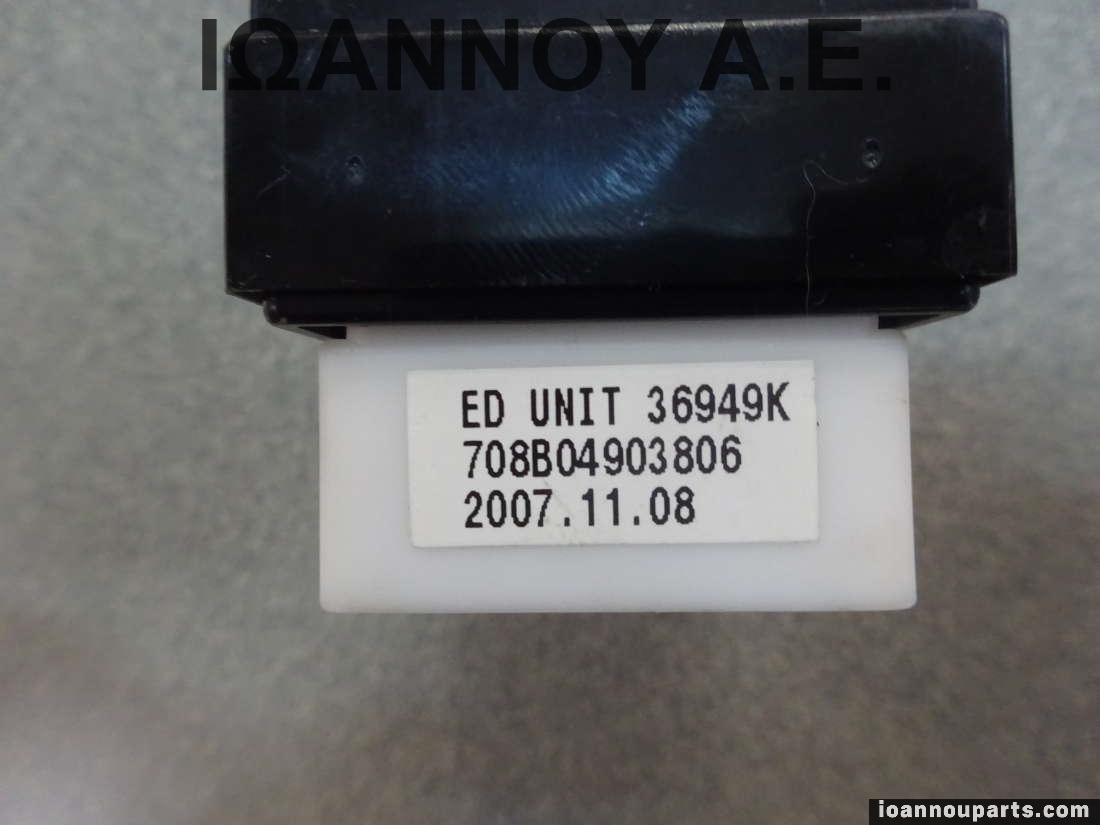 ΙΩΑΝΝΟΥ Α.Ε.
ED UNIT 36949K
708B04903806
2007.11.08
ioannouparts.com